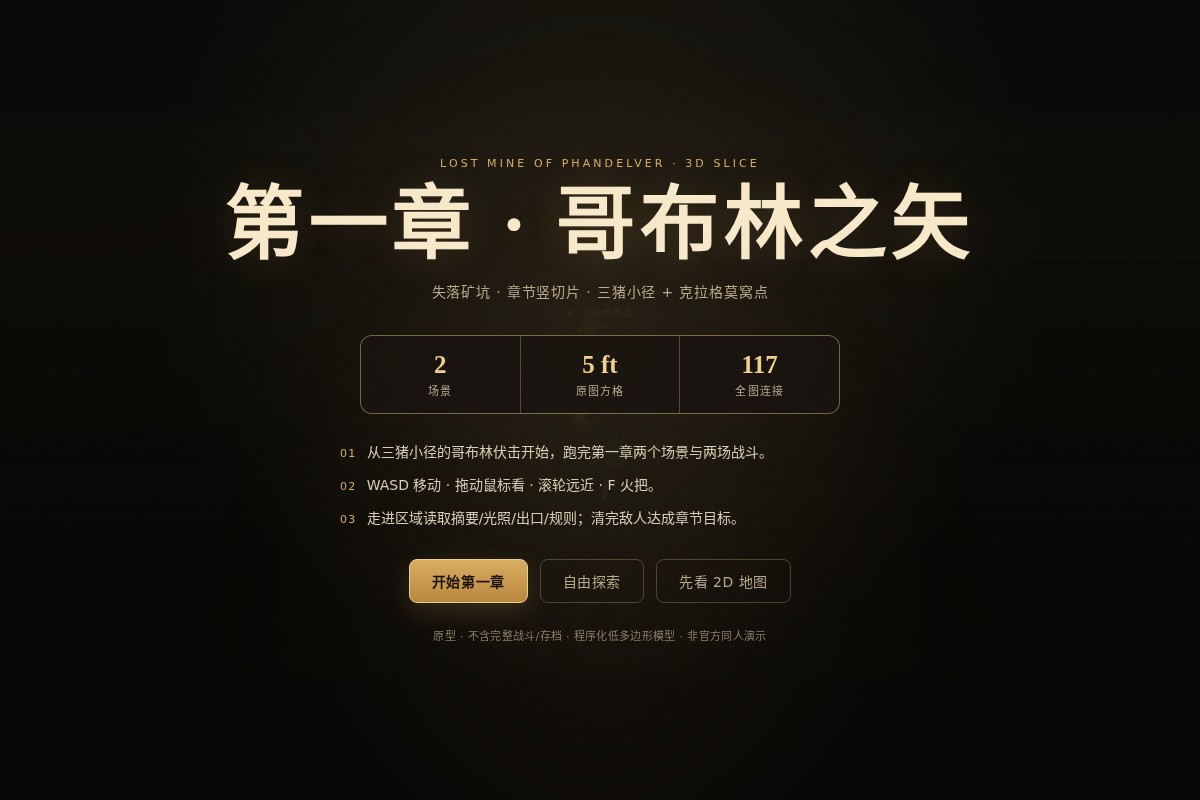 LOST MINE OF PHANDELVER · 3D SLICE
第一章 · 哥布林之矢
失落矿坑 · 章节竖切片 · 三猪小径 + 克拉格莫窝点
2
场景
5 ft
原图方格
117
全图连接
01 从三猪小径的哥布林伏击开始，跑完第一章两个场景与两场战斗。
02 WASD 移动 · 拖动鼠标看 · 滚轮远近 · F 火把。
03 走进区域读取摘要/光照/出口/规则；清完敌人达成章节目标。
开始第一章 自由探索 先看 2D 地图
原型 · 不含完整战斗/存档 · 程序化低多边形模型 · 非官方同人演示